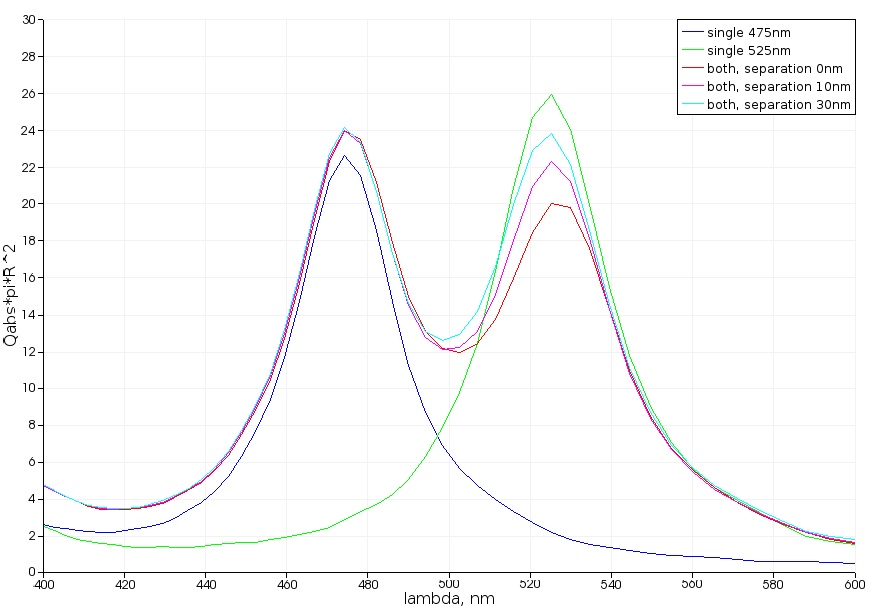 30
28
26
24
22
20
18
16
14
12
10
8
6
4
2
0
Qabs*pi*R^2
single 475nm
single 525nm
both, separation 0nm
both, separation 10nm
both, separation 30nm
400 420 440 460 480 500 520 540 560 580 600
lambda, nm